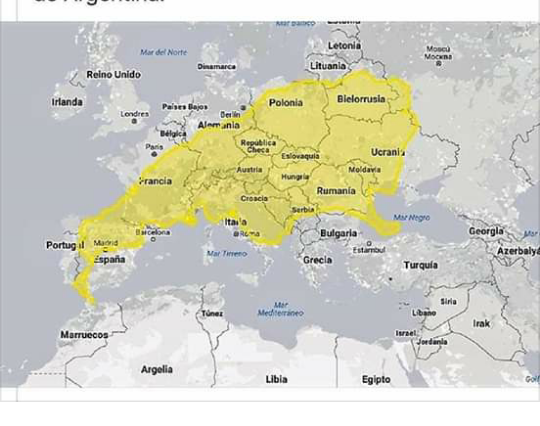 de Argentina.
Mar Báltico
Estonia
Letonia
Lituania
Moscú
Москва
Mar del Norte
Dinamarca
Reino Unido
Irlanda
Londres
Países Bajos
Berlín
Polonia
Bielorrusia
Bélgica
Alemania
París
República
Checa
Eslovaquia
Ucrania
Austria
Hungría
Moldavia
Francia
Croacia
Rumanía
Serbia
Italia
Roma
Mar Negro
Portugal
Madrid
Barcelona
España
Bulgaria
Estambul
Georgia
Azerbaiyá
Mar Tirreno
Grecia
Turquía
Mar
Mediterráneo
Túnez
Marruecos
Siria
Líbano
Irak
Israel
Jordania
Argelia
Libia
Egipto
Golf